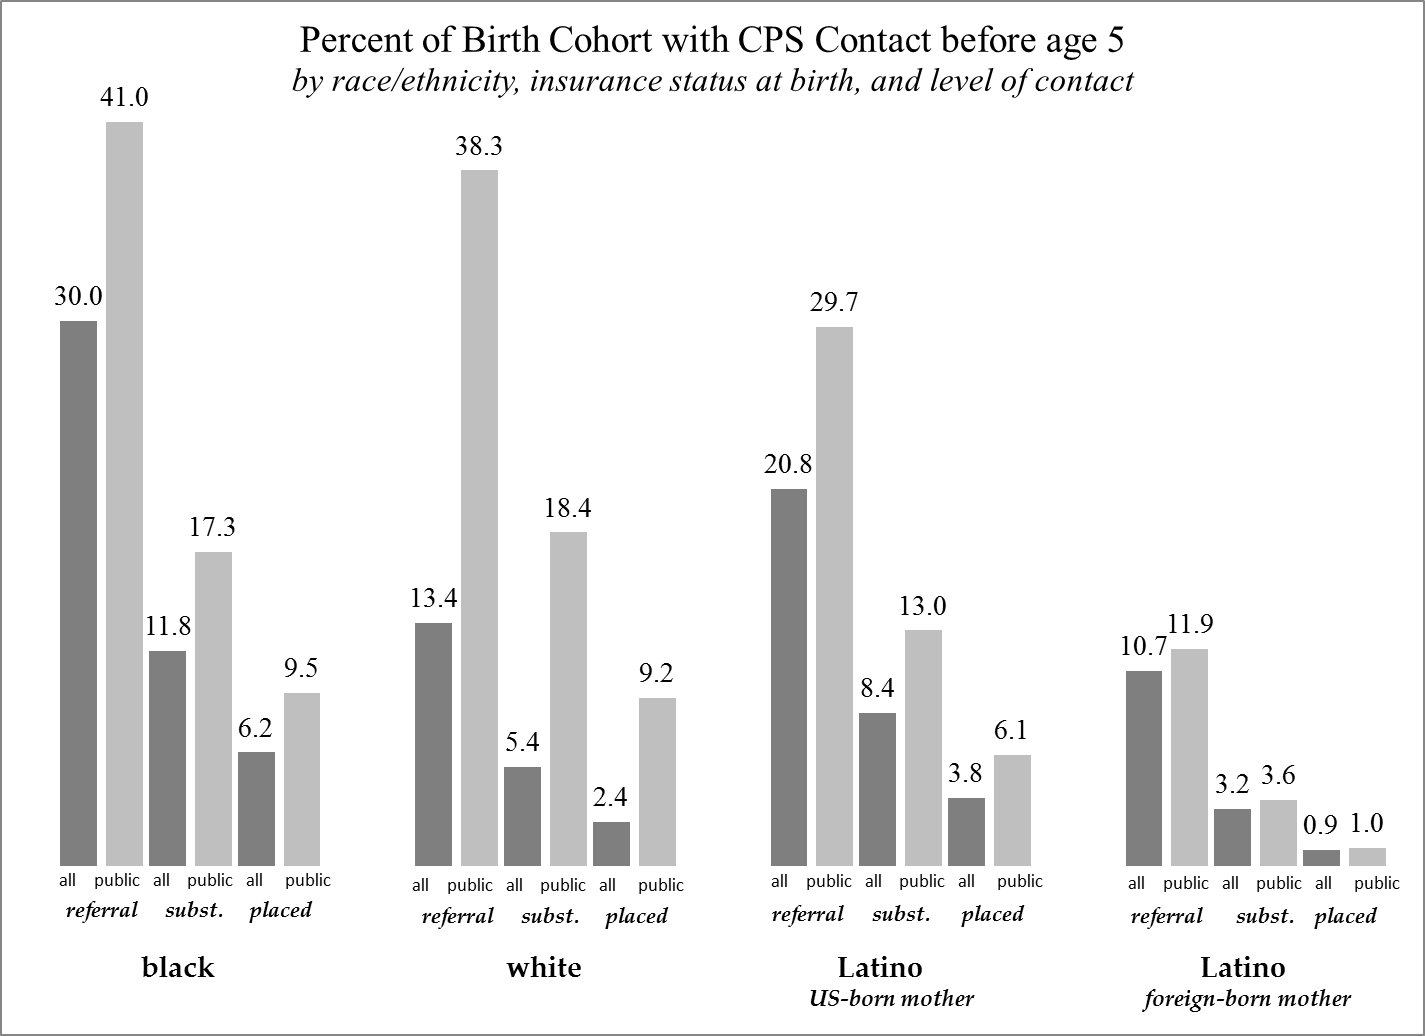 Percent of Birth Cohort with CPS Contact before age 5
by race/ethnicity, insurance status at birth, and level of contact
41.0
38.3
30.0
29.7
20.8
17.3
18.4
13.4
13.0
11.8
11.9
10.7
9.5
9.2
8.4
6.2
6.1
5.4
3.8
3.2
3.6
2.4
0.9
1.0
all public all public all public
referral subst. placed
black
all public all public all public
referral subst. placed
white
all public all public all public
referral subst. placed
Latino
US-born mother
all public all public all public
referral subst. placed
Latino
foreign-born mother